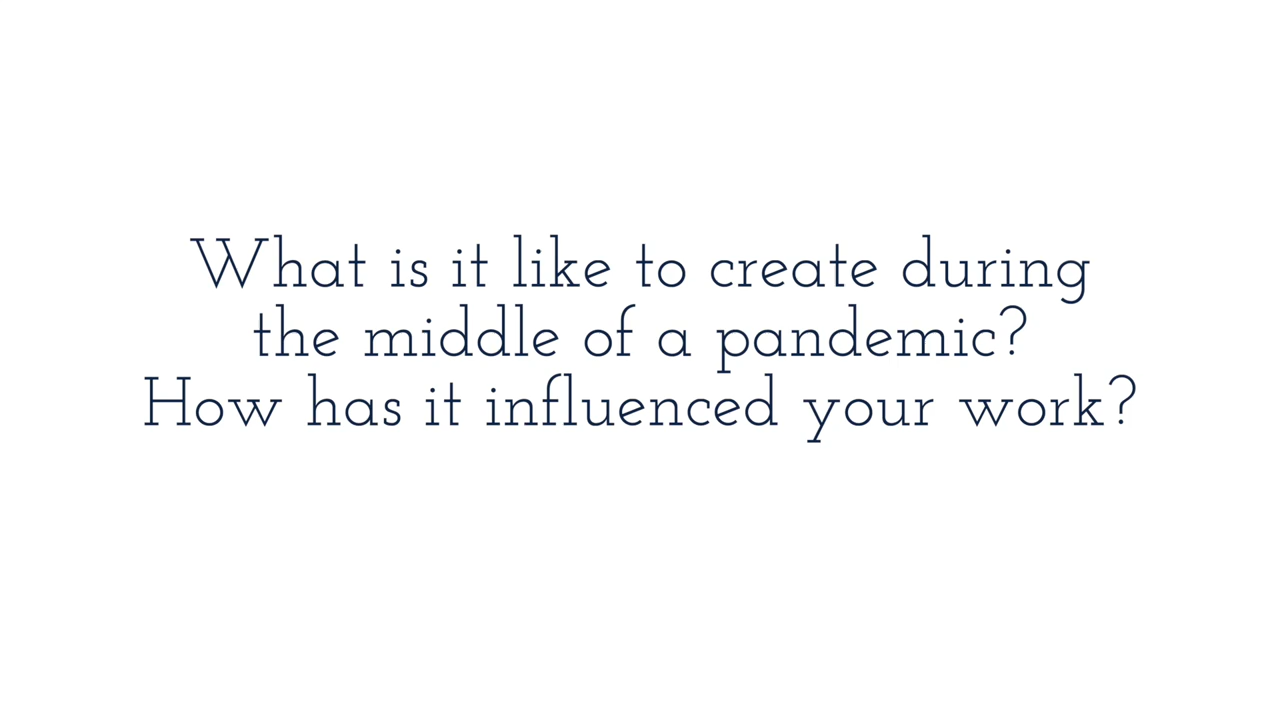 What is it like to create during
the middle of a pandemic?
How has it influenced your work?